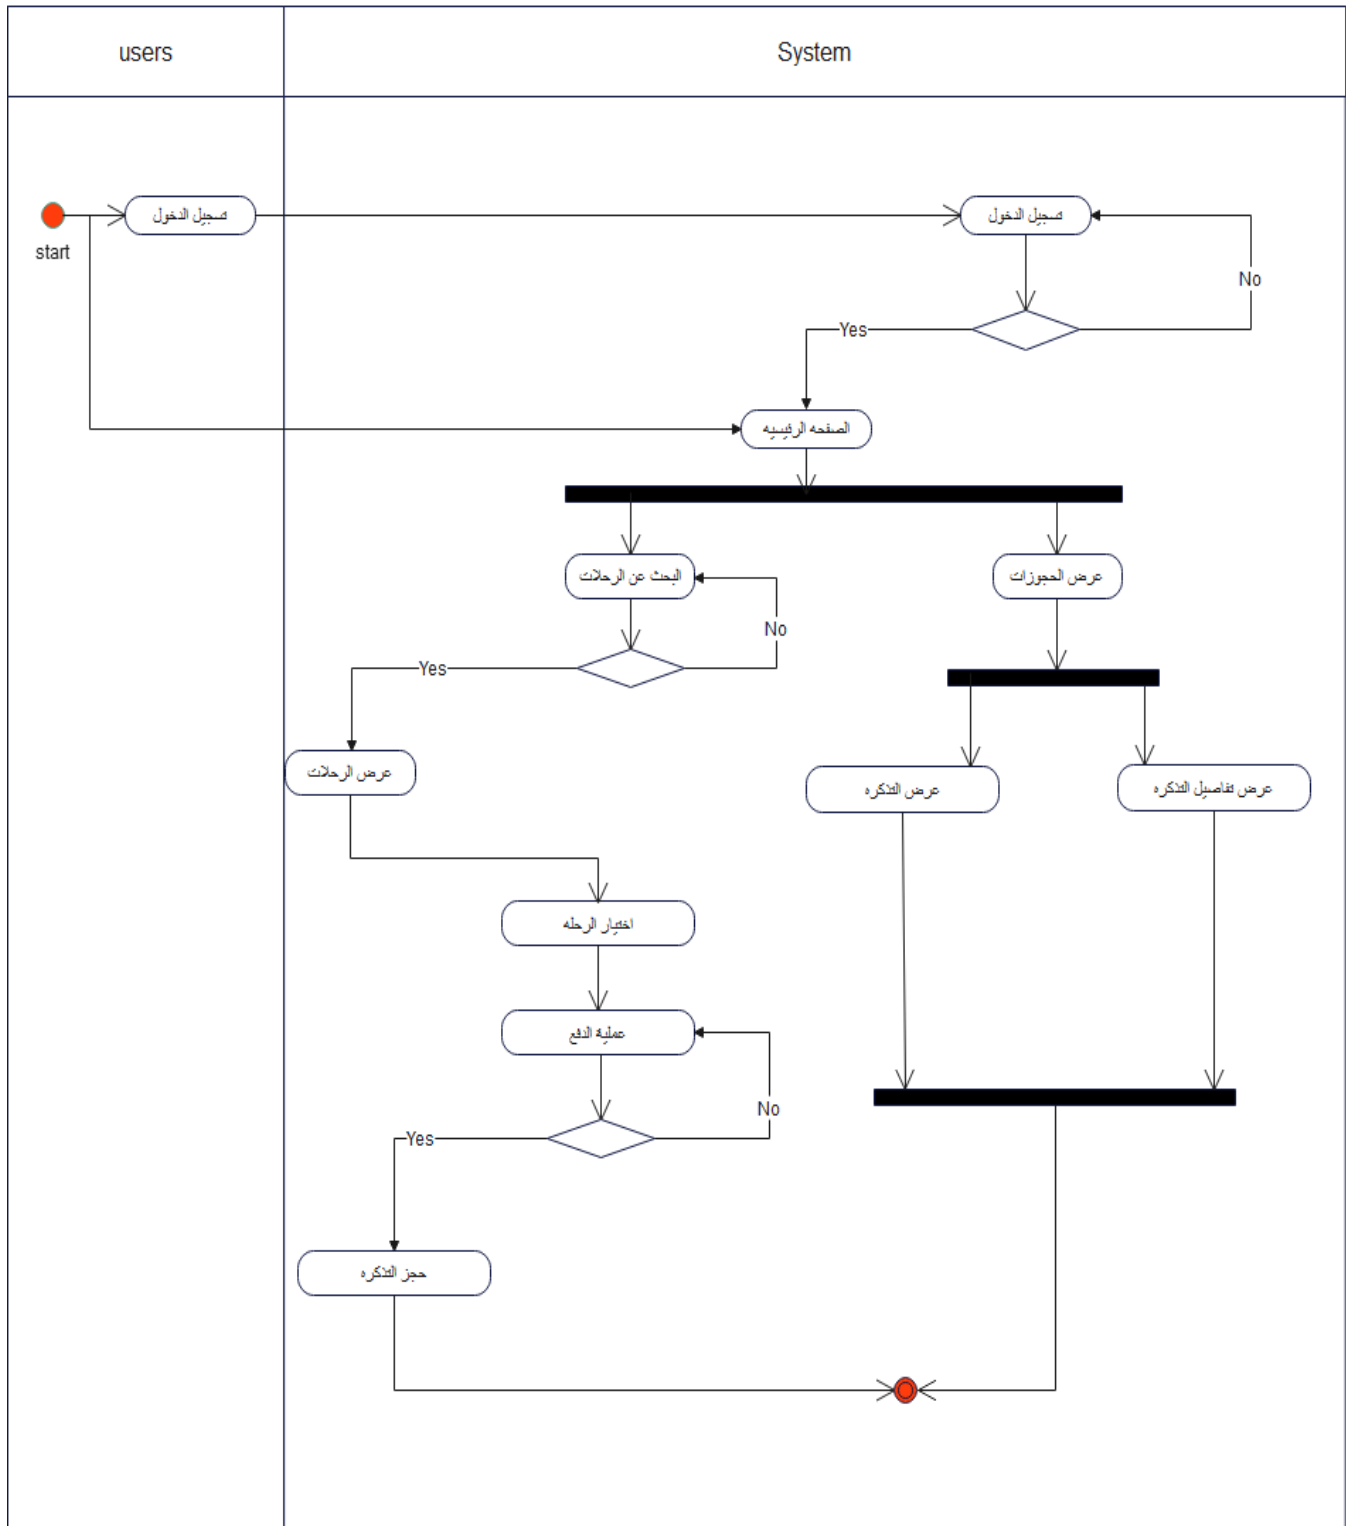 users
System
تسجيل الدخول
تسجيل الدخول
start
No
Yes
الصفحه الرئيسيه
البحث عن الرحلات
عرض الحجوزات
No
Yes
عرض الرحلات
عرض التذكره
عرض تفاصيل التذكره
اختيار الرحله
عملية الدفع
No
Yes
حجز التذكره